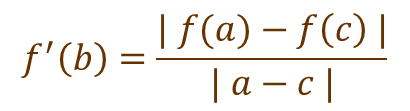 f′(b) = | f(a) − f(c) | / | a − c |